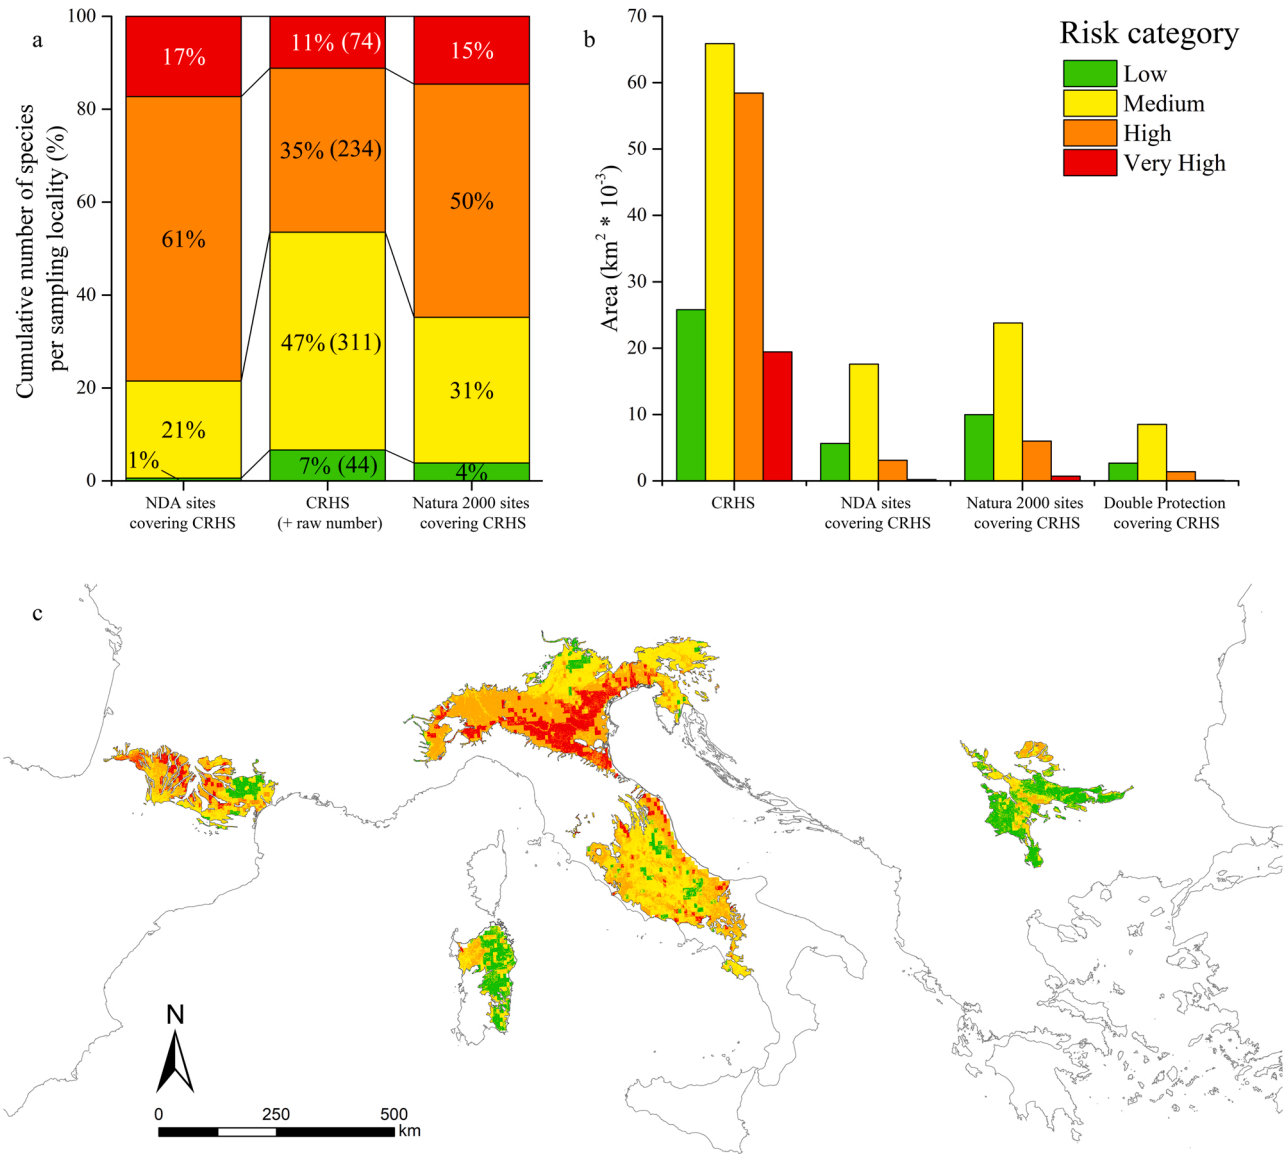 a
Cumulative number of species
per sampling locality (%)
100
80
60
40
20
0
17%
61%
21%
1%
11% (74)
35% (234)
47% (311)
7% (44)
15%
50%
31%
4%
NDA sites
covering CRHS
CRHS
(+ raw number)
Natura 2000 sites
covering CRHS
b
Area (km² * 10⁻³)
70
60
50
40
30
20
10
0
CRHS
NDA sites
covering CRHS
Natura 2000 sites
covering CRHS
Double Protection
covering CRHS
Risk category
Low
Medium
High
Very High
c
N
0 250 500
km